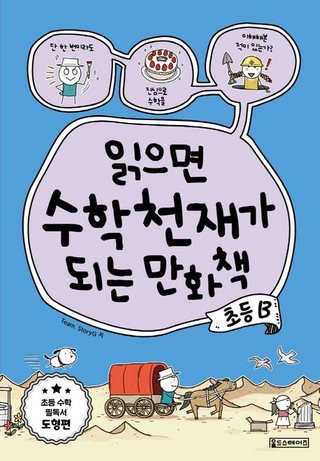 단 한 번이라도
진심으로
수학을
이해해본
적이 있는가?
읽으면
수학 천재가
되는 만화책
초등 B
Team. StoryG 저
초등 수학
필독서
도형편
올드스테어즈